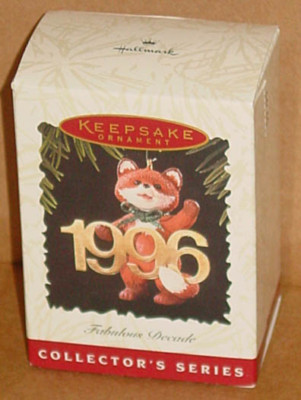 Hallmark
KEEPSAKE
ORNAMENT
1996
Fabulous Decade
COLLECTOR'S SERIES